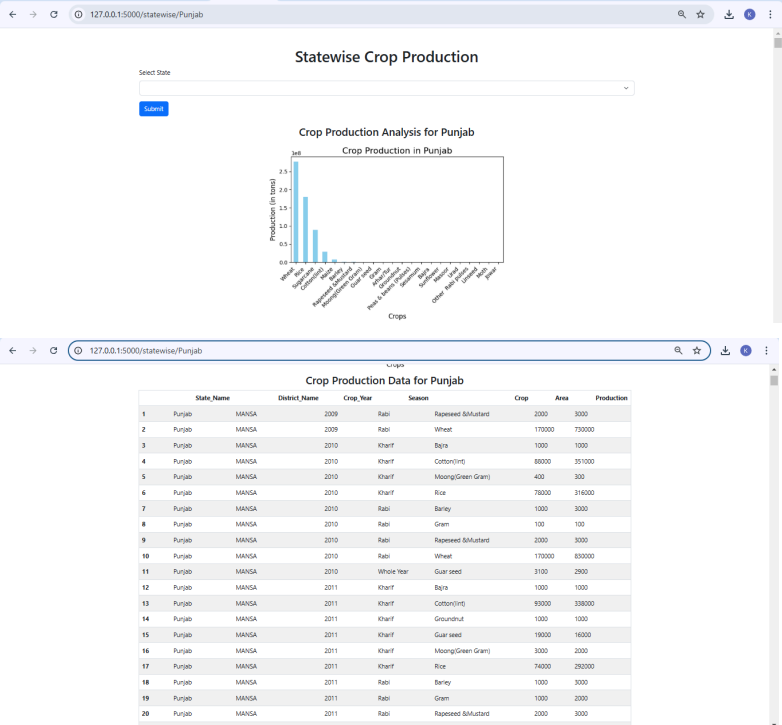 127.0.0.1:5000/statewise/Punjab
K
Statewise Crop Production
Select State
Submit
Crop Production Analysis for Punjab
Crop Production in Punjab
1e8
2.5
2.0
1.5
1.0
0.5
0.0
Production (in tons)
Wheat
Rice
Sugarcane
Cotton(lint)
Maize
Barley
Rapeseed &Mustard
Moong(Green Gram)
Guar seed
Gram
Arhar/Tur
Groundnut
Peas & beans (Pulses)
Sesamum
Bajra
Sunflower
Masoor
Urad
Other  Rabi pulses
Linseed
Moth
Jowar
Crops
127.0.0.1:5000/statewise/Punjab
K
Crops
Crop Production Data for Punjab
State_Name District_Name Crop_Year Season Crop Area Production
1 Punjab MANSA 2009 Rabi Rapeseed &Mustard 2000 3000
2 Punjab MANSA 2009 Rabi Wheat 170000 730000
3 Punjab MANSA 2010 Kharif Bajra 1000 1000
4 Punjab MANSA 2010 Kharif Cotton(lint) 88000 351000
5 Punjab MANSA 2010 Kharif Moong(Green Gram) 400 300
6 Punjab MANSA 2010 Kharif Rice 78000 316000
7 Punjab MANSA 2010 Rabi Barley 1000 3000
8 Punjab MANSA 2010 Rabi Gram 100 100
9 Punjab MANSA 2010 Rabi Rapeseed &Mustard 2000 3000
10 Punjab MANSA 2010 Rabi Wheat 170000 830000
11 Punjab MANSA 2010 Whole Year Guar seed 3100 2900
12 Punjab MANSA 2011 Kharif Bajra 1000 1000
13 Punjab MANSA 2011 Kharif Cotton(lint) 93000 338000
14 Punjab MANSA 2011 Kharif Groundnut 1000 1000
15 Punjab MANSA 2011 Kharif Guar seed 19000 16000
16 Punjab MANSA 2011 Kharif Moong(Green Gram) 3000 2000
17 Punjab MANSA 2011 Kharif Rice 74000 292000
18 Punjab MANSA 2011 Rabi Barley 1000 3000
19 Punjab MANSA 2011 Rabi Gram 1000 2000
20 Punjab MANSA 2011 Rabi Rapeseed &Mustard 2000 3000